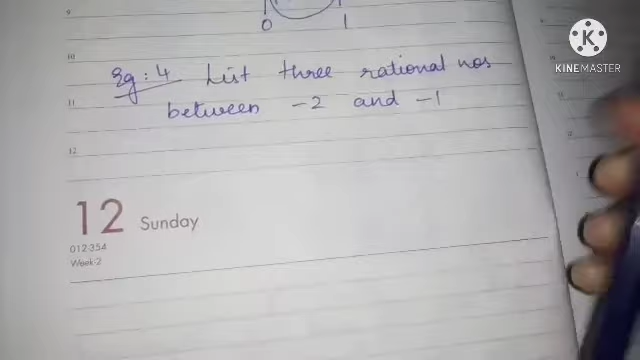 9
0 1
10
Eg : 4 List three rational nos
11
between -2 and -1
12
12 Sunday
012-354
Week-2
KINEMASTER